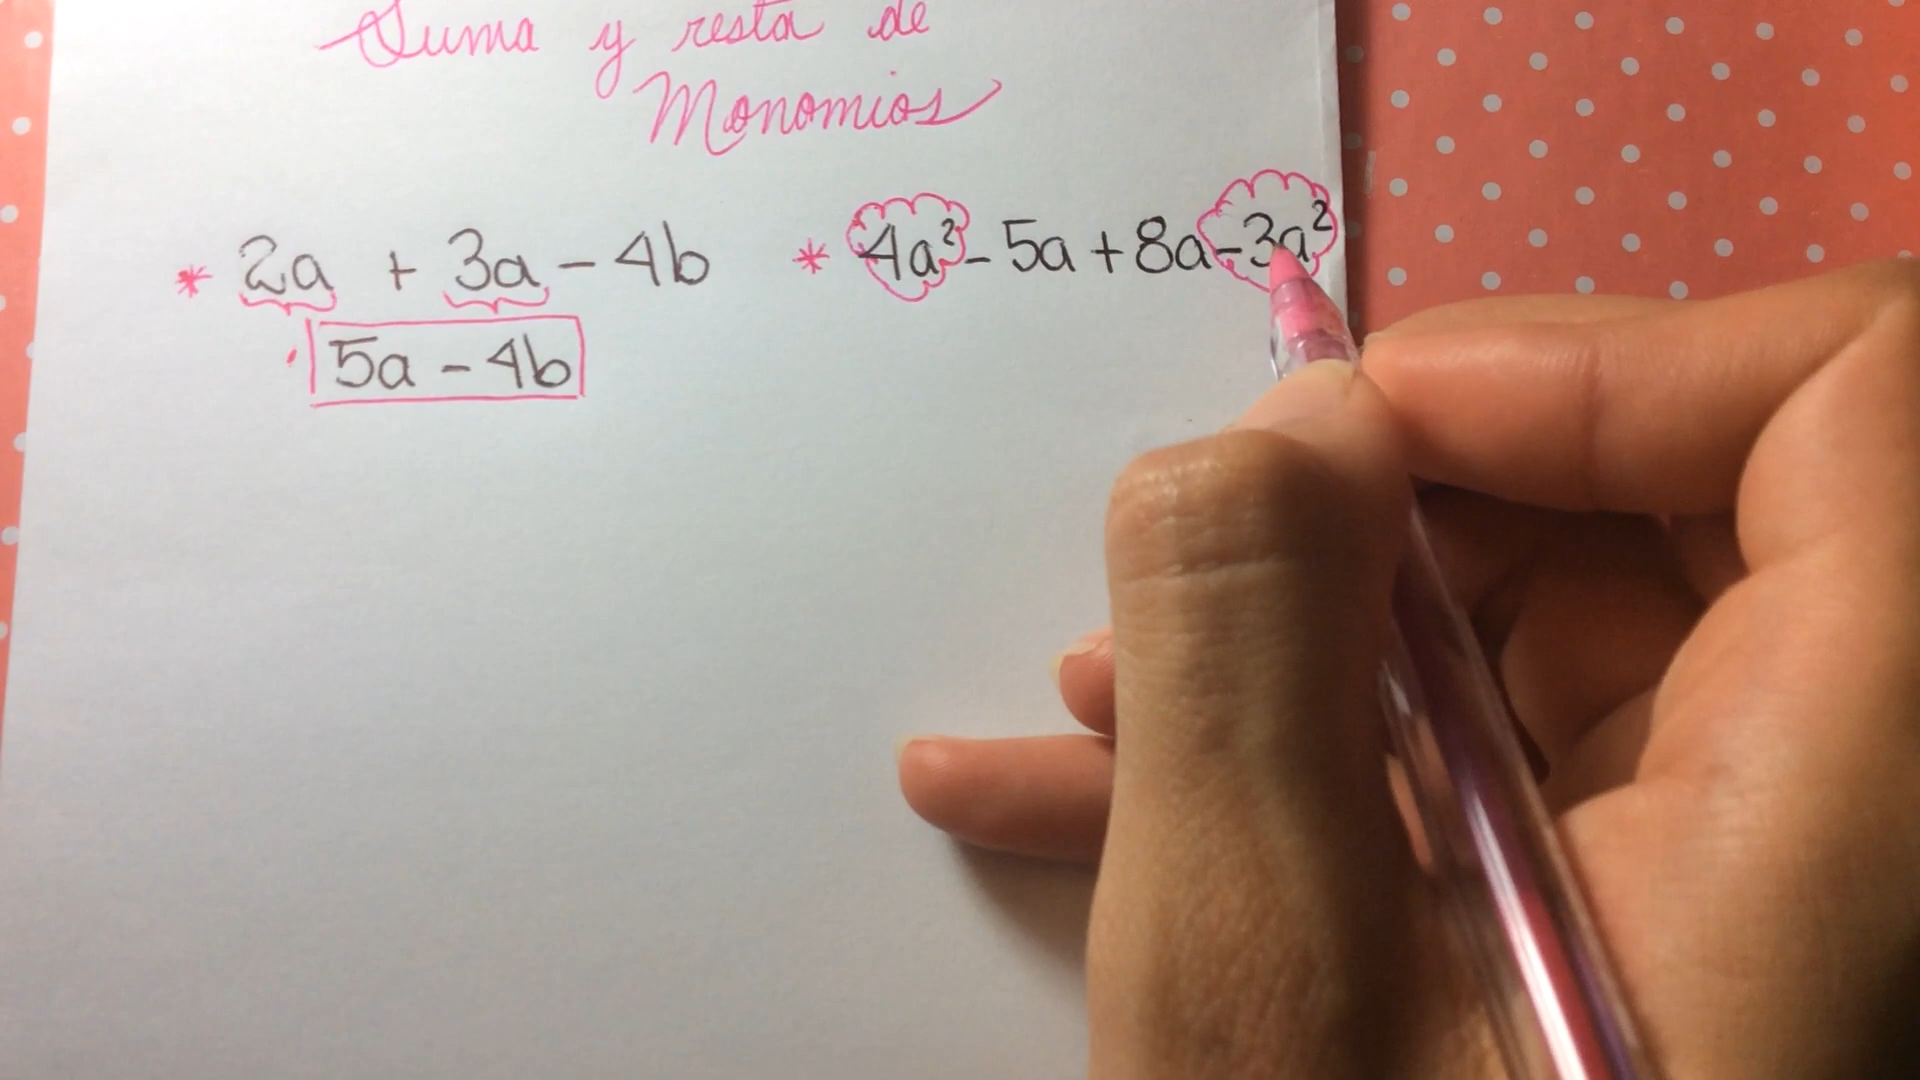 Suma y resta de
Monomios
* 2a + 3a - 4b
5a - 4b
* 4a² - 5a + 8a - 3a²